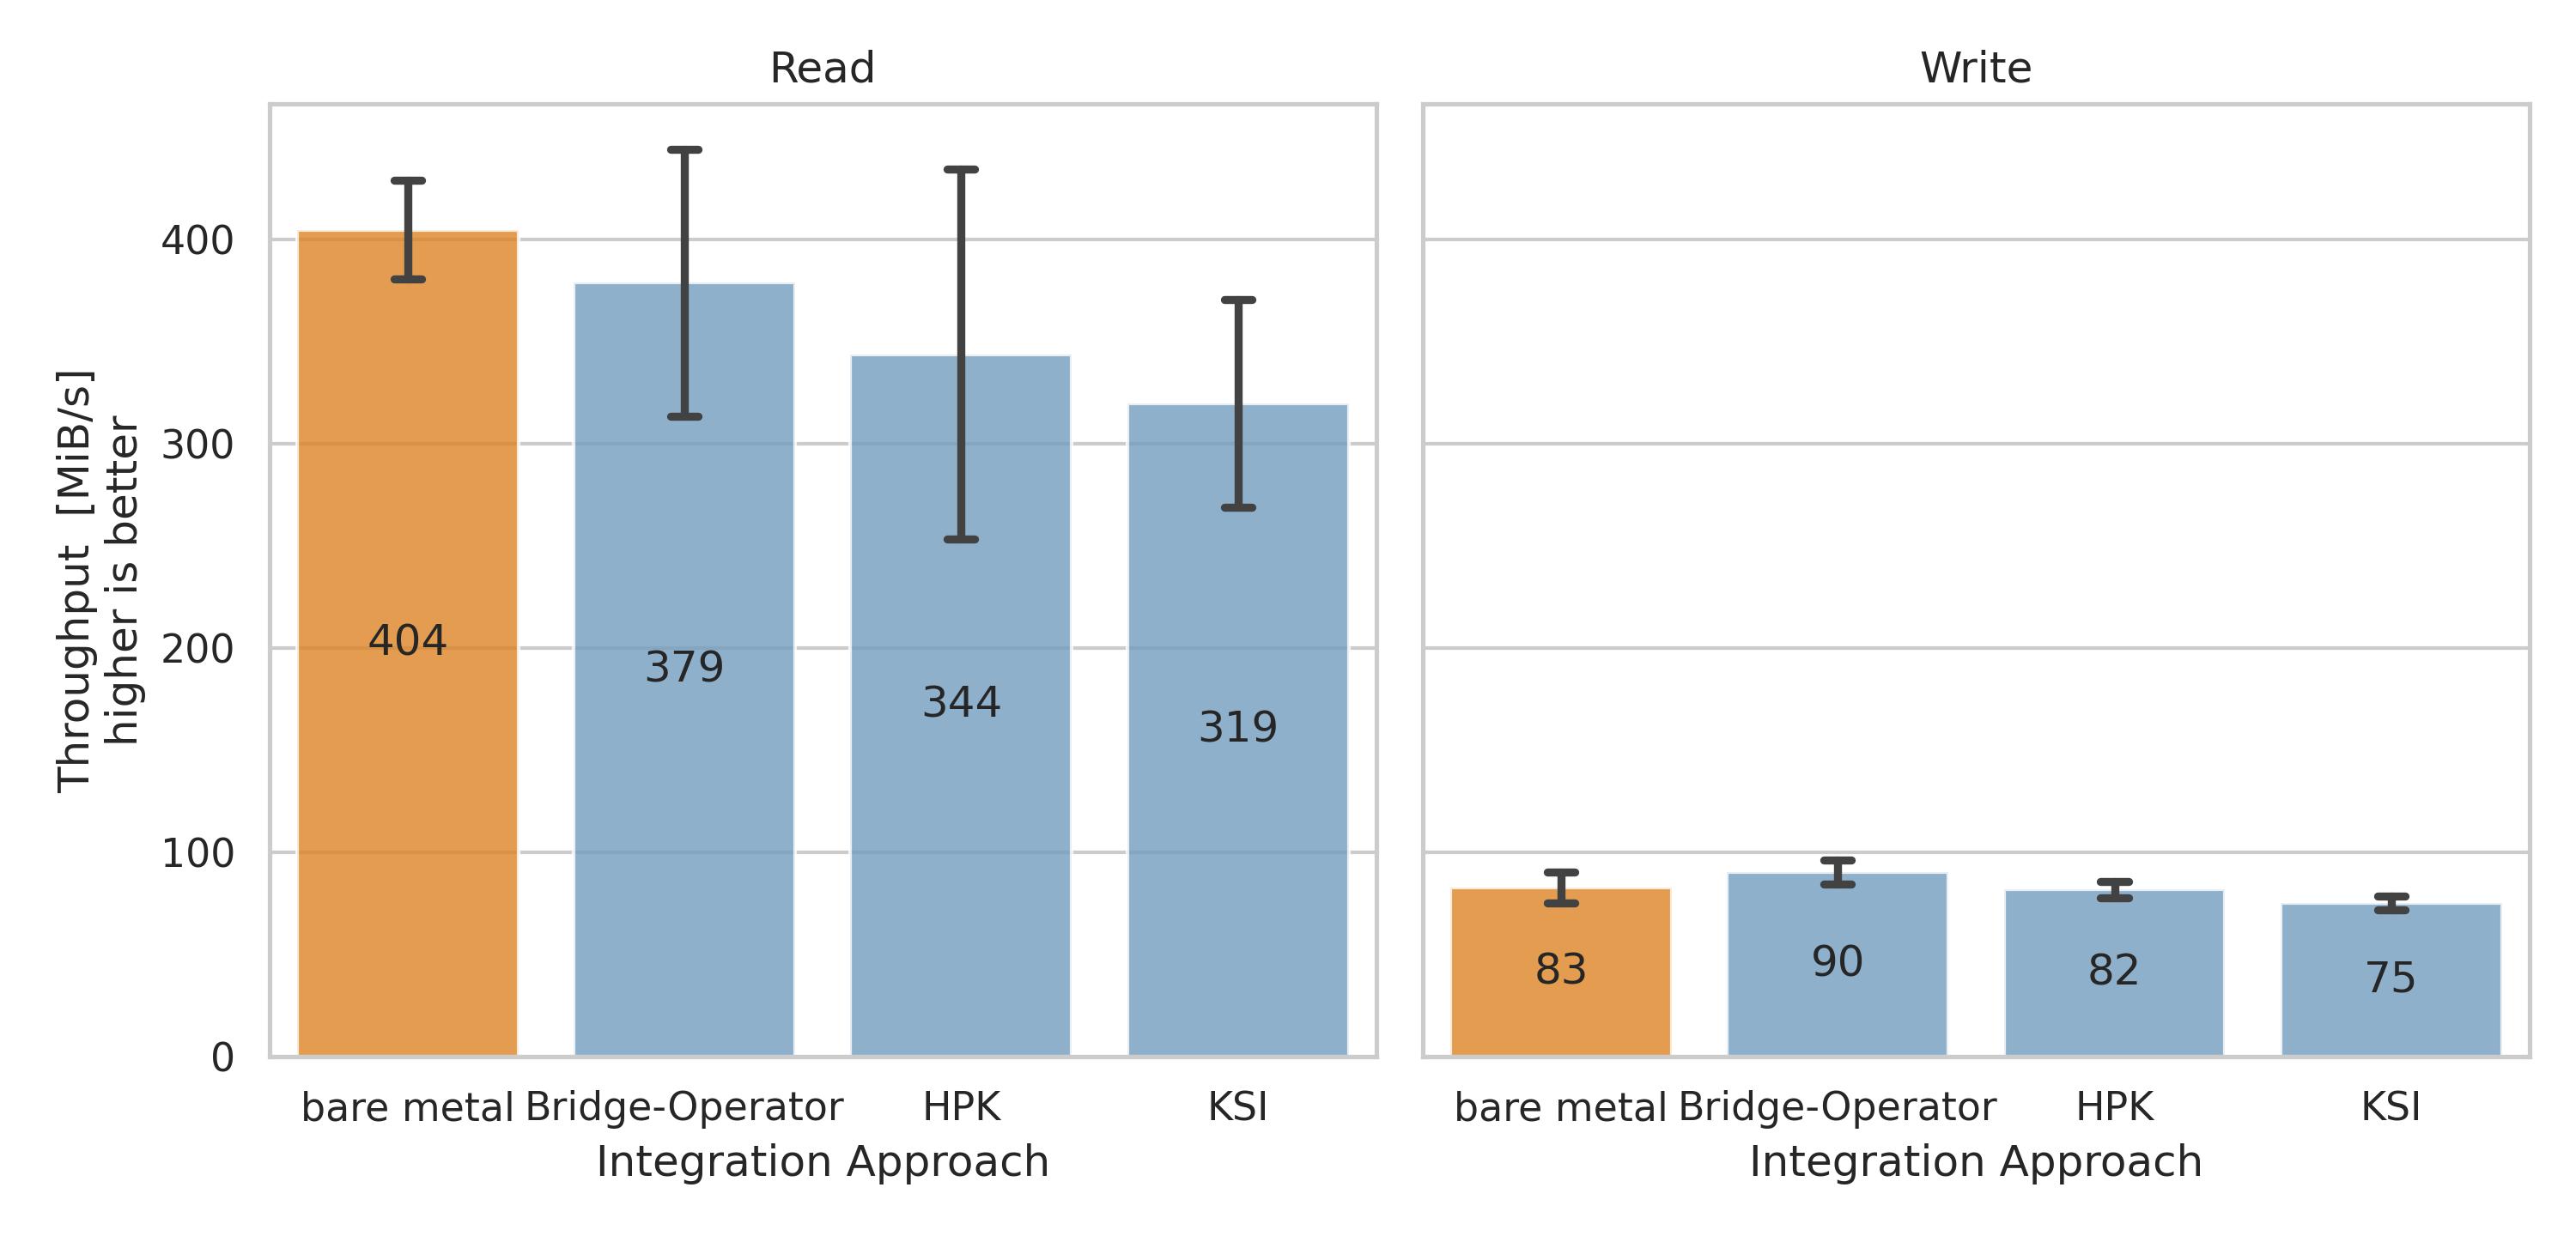 Read
Write
Throughput [MiB/s]
higher is better
400
300
200
100
0
404
379
344
319
83
90
82
75
bare metal Bridge-Operator HPK KSI
bare metal Bridge-Operator HPK KSI
Integration Approach
Integration Approach